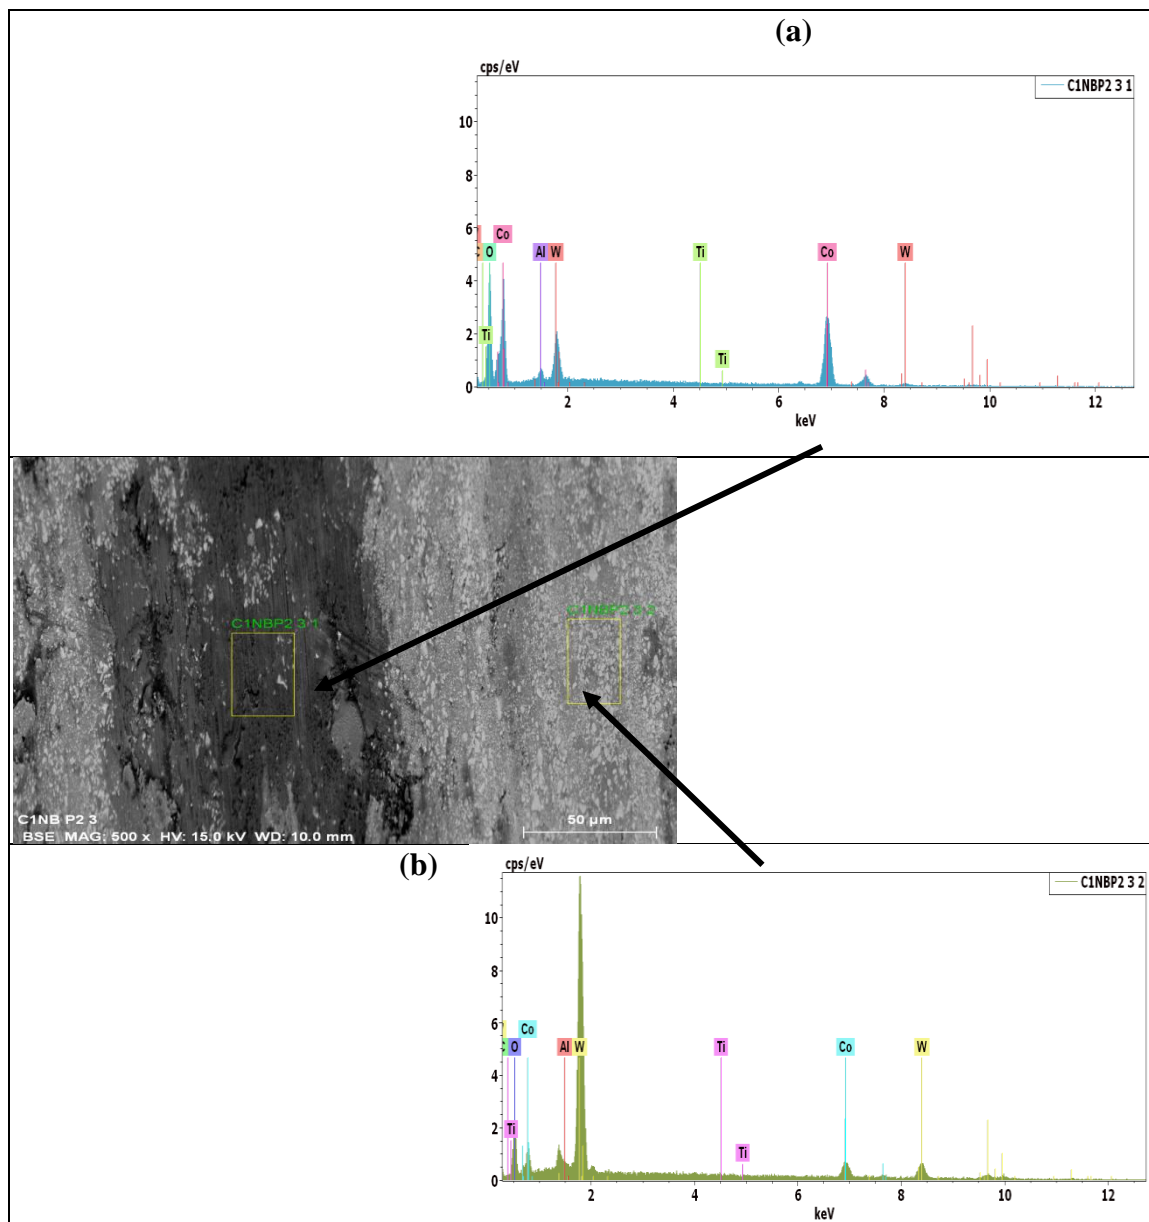 (a)
cps/eV
C1NBP2 3 1
10
8
6
4
2
0
Co
C O Al W Ti Co W
Ti
Ti
2 4 6 8 10 12
keV
C1NBP2 3 1
C1NBP2 3 2
C1NB P2 3
BSE MAG: 500 x HV: 15.0 kV WD: 10.0 mm
50 µm
(b)
cps/eV
C1NBP2 3 2
10
8
6
4
2
0
Co
O Al W Ti Co W
Ti
Ti
2 4 6 8 10 12
keV